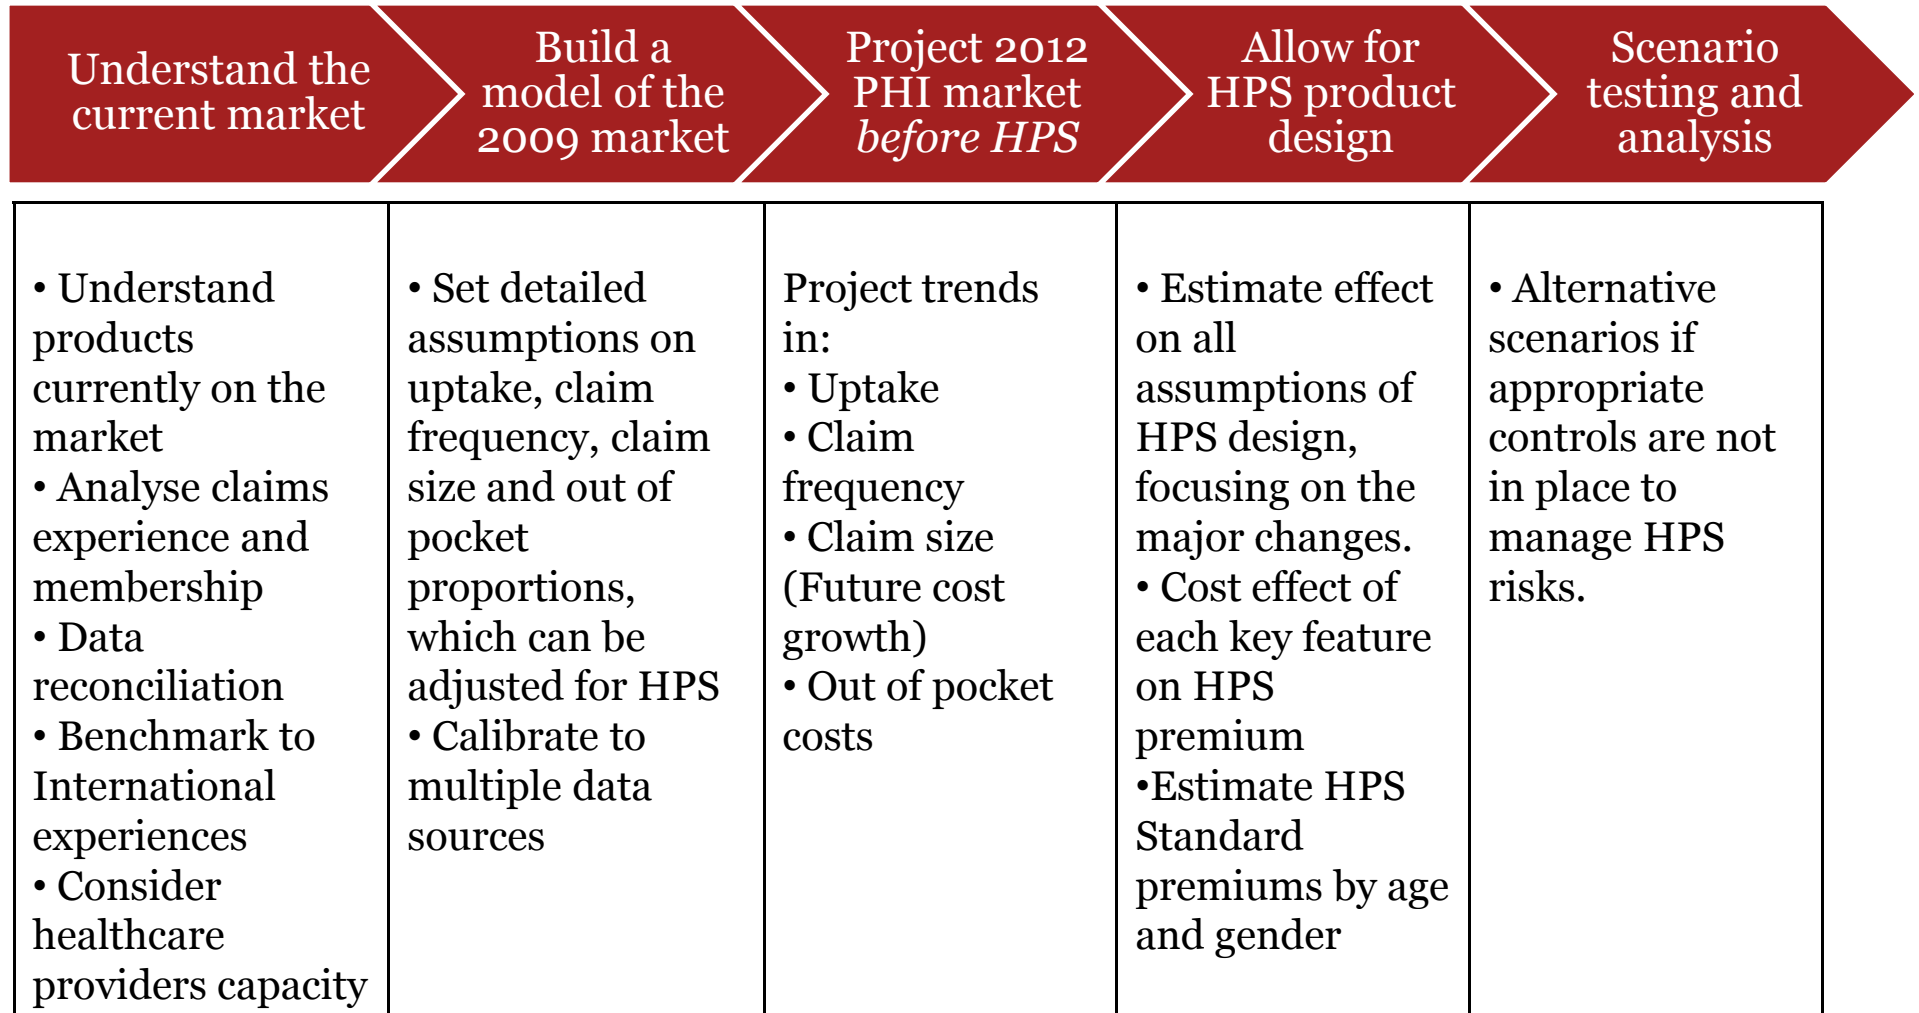 Understand the
current market
Build a
model of the
2009 market
Project 2012
PHI market
before HPS
Allow for
HPS product
design
Scenario
testing and
analysis
• Understand
products
currently on the
market
• Analyse claims
experience and
membership
• Data
reconciliation
• Benchmark to
International
experiences
• Consider
healthcare
providers capacity
• Set detailed
assumptions on
uptake, claim
frequency, claim
size and out of
pocket
proportions,
which can be
adjusted for HPS
• Calibrate to
multiple data
sources
Project trends
in:
• Uptake
• Claim
frequency
• Claim size
(Future cost
growth)
• Out of pocket
costs
• Estimate effect
on all
assumptions of
HPS design,
focusing on the
major changes.
• Cost effect of
each key feature
on HPS
premium
•Estimate HPS
Standard
premiums by age
and gender
• Alternative
scenarios if
appropriate
controls are not
in place to
manage HPS
risks.